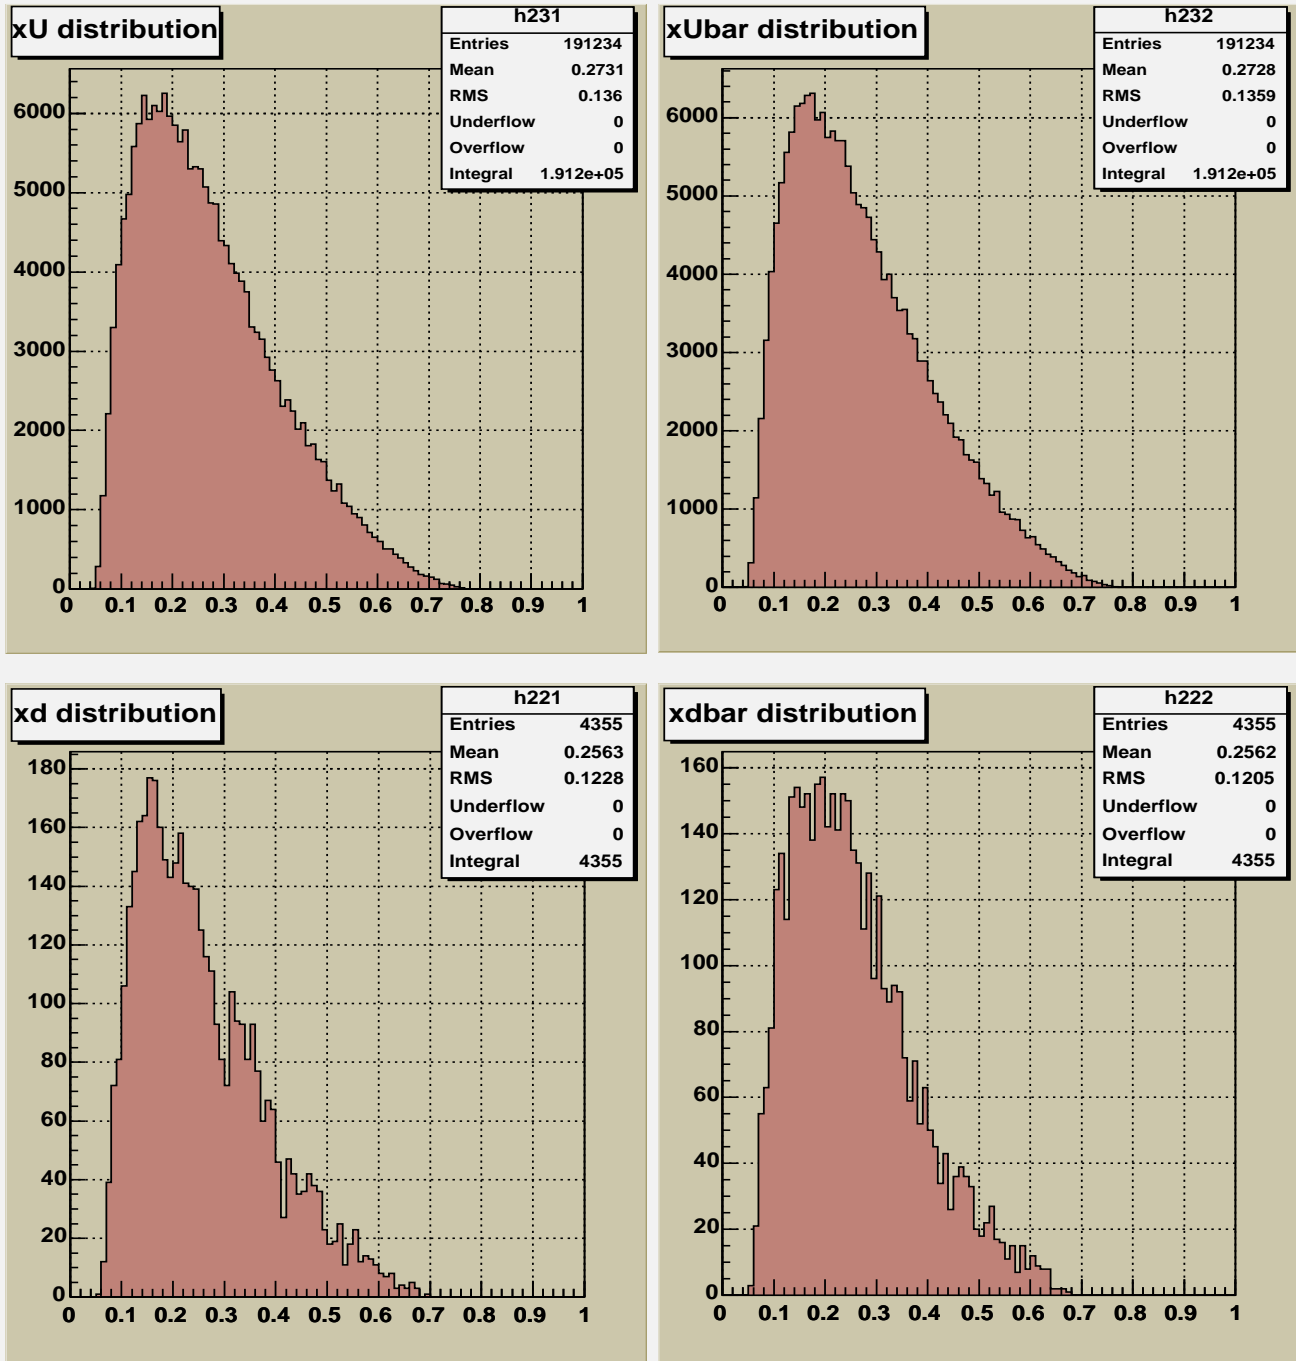 xU distribution
h231
Entries 191234
Mean 0.2731
RMS 0.136
Underflow 0
Overflow 0
Integral 1.912e+05
6000
5000
4000
3000
2000
1000
0
0 0.1 0.2 0.3 0.4 0.5 0.6 0.7 0.8 0.9 1
xUbar distribution
h232
Entries 191234
Mean 0.2728
RMS 0.1359
Underflow 0
Overflow 0
Integral 1.912e+05
6000
5000
4000
3000
2000
1000
0
0 0.1 0.2 0.3 0.4 0.5 0.6 0.7 0.8 0.9 1
xd distribution
h221
Entries 4355
Mean 0.2563
RMS 0.1228
Underflow 0
Overflow 0
Integral 4355
180
160
140
120
100
80
60
40
20
0
0 0.1 0.2 0.3 0.4 0.5 0.6 0.7 0.8 0.9 1
xdbar distribution
h222
Entries 4355
Mean 0.2562
RMS 0.1205
Underflow 0
Overflow 0
Integral 4355
160
140
120
100
80
60
40
20
0
0 0.1 0.2 0.3 0.4 0.5 0.6 0.7 0.8 0.9 1